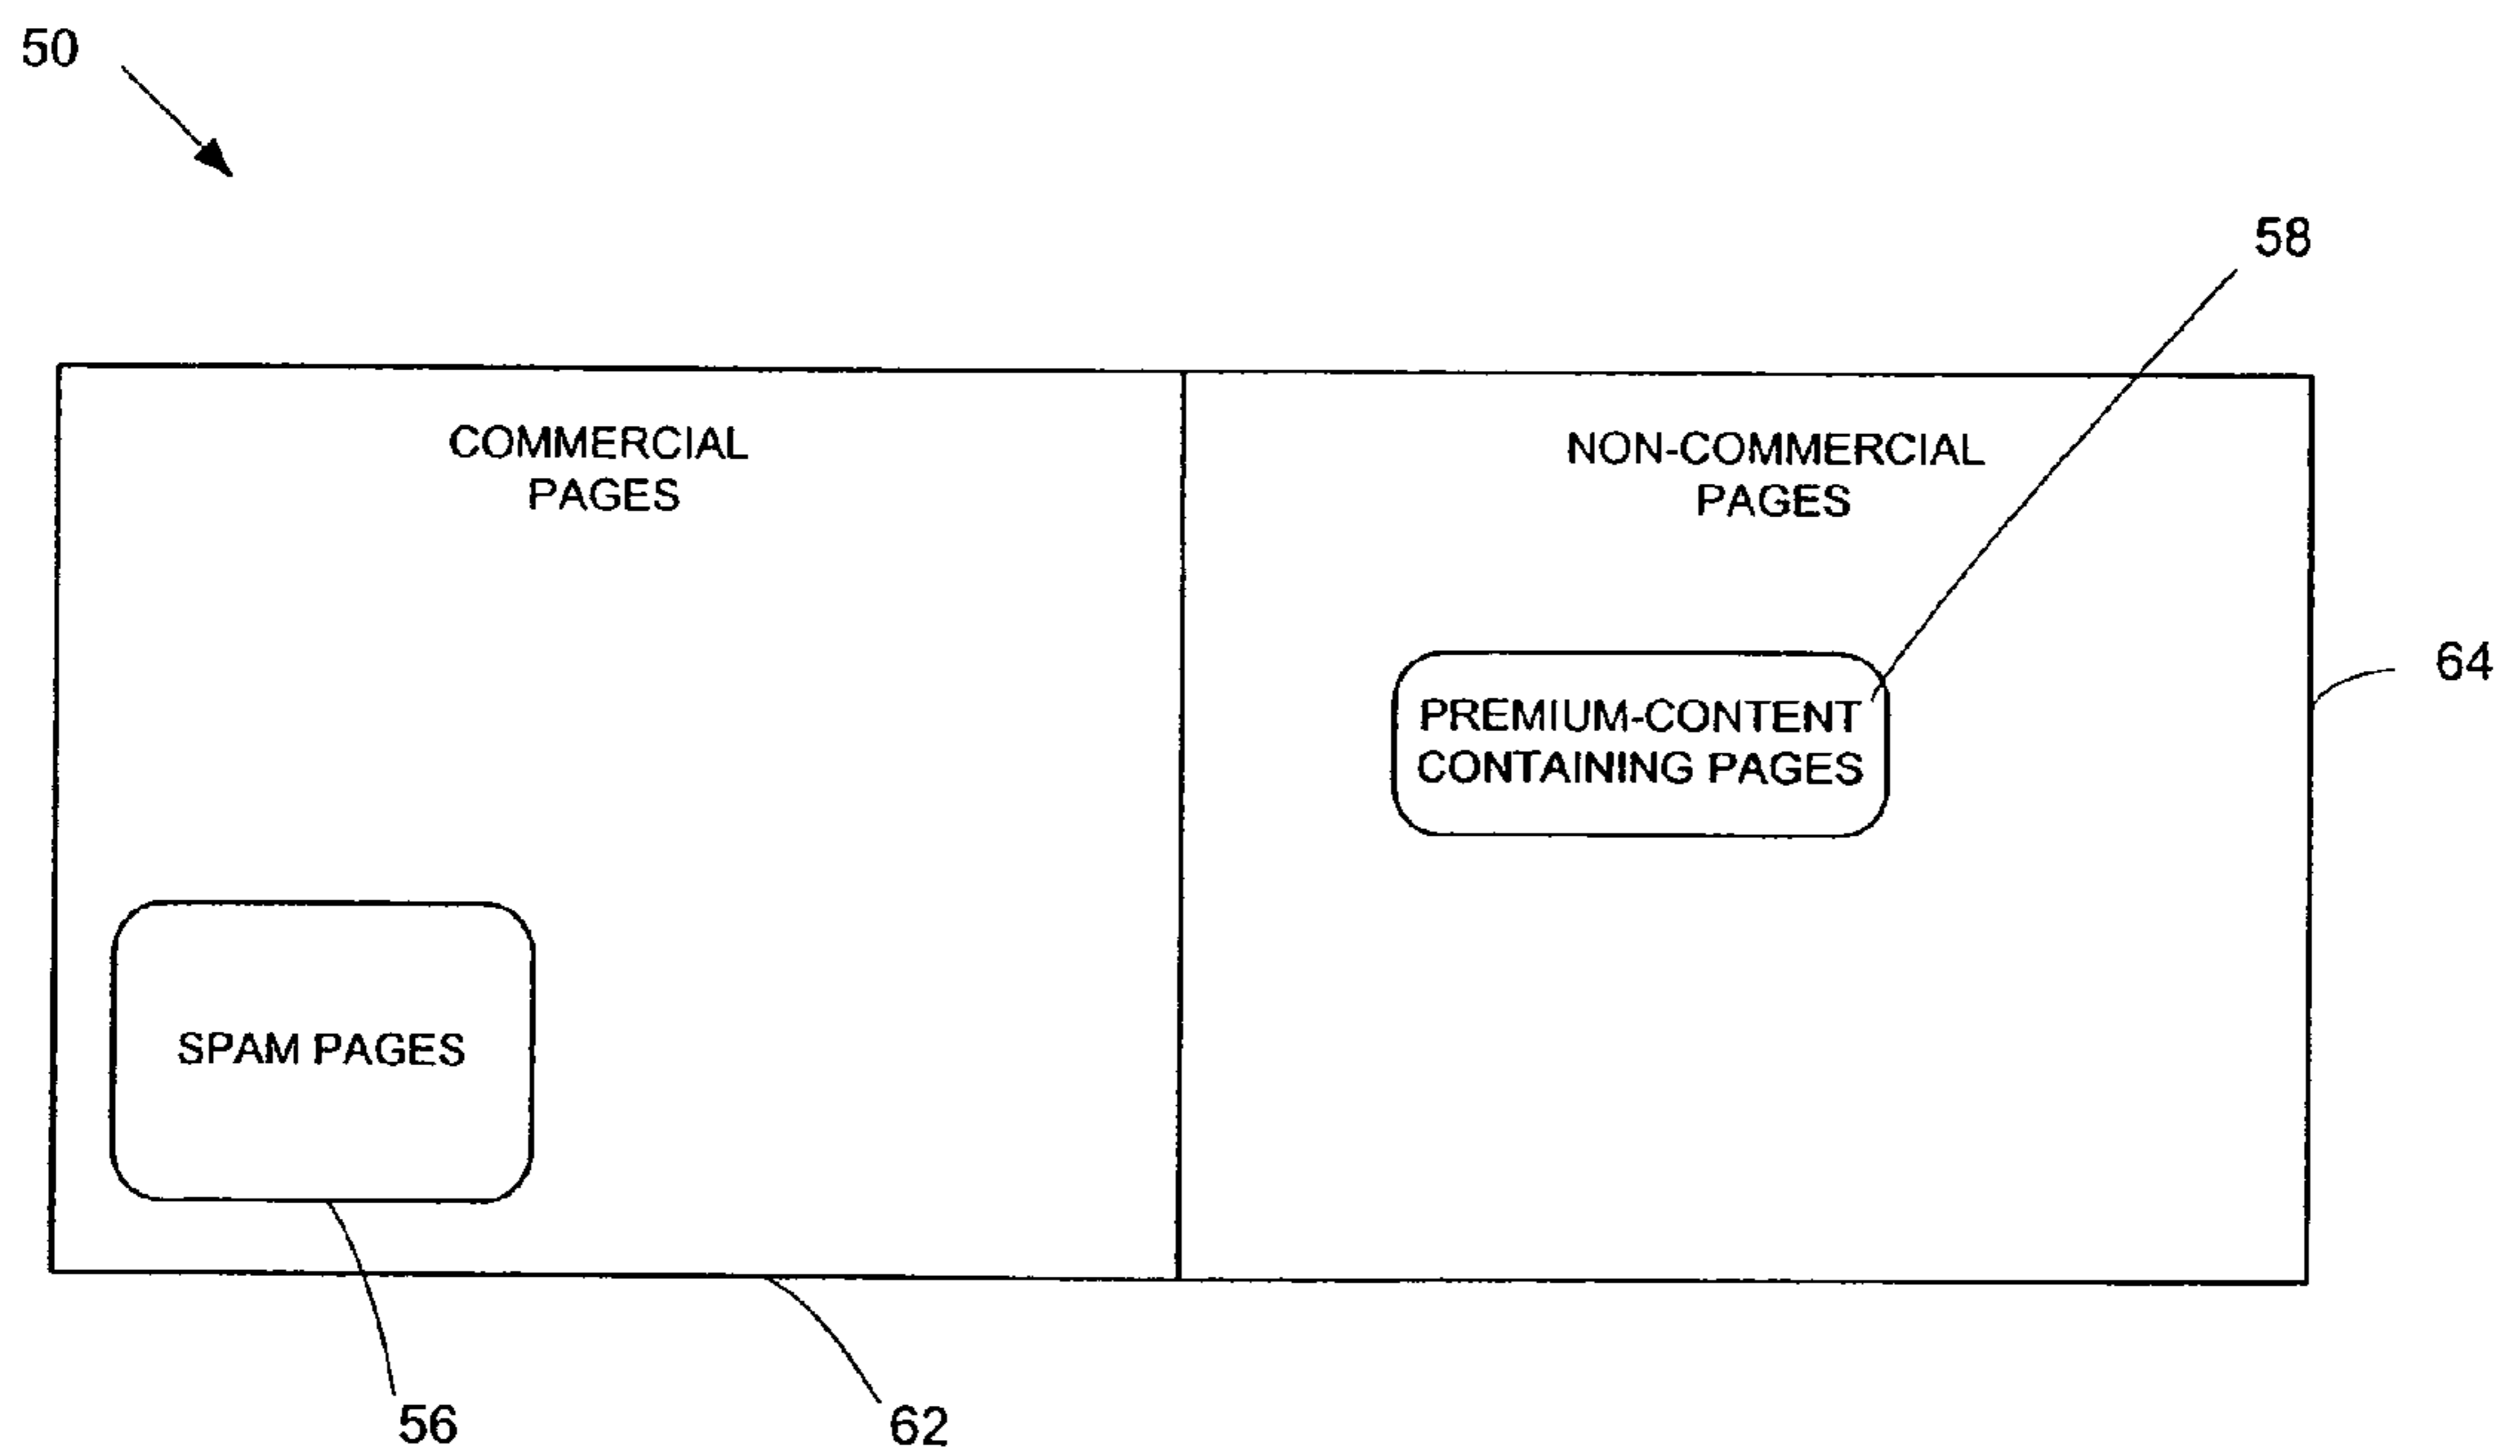 50
58
COMMERCIAL
PAGES
NON-COMMERCIAL
PAGES
64
PREMIUM-CONTENT
CONTAINING PAGES
SPAM PAGES
56
62